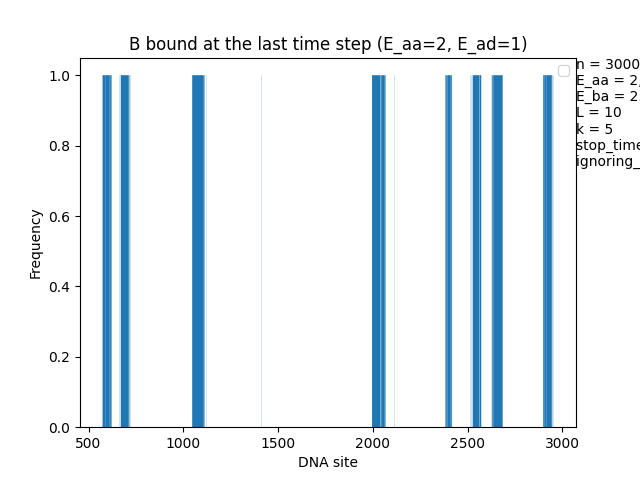 B bound at the last time step (E_aa=2, E_ad=1)
n = 3000
E_aa = 2,
E_ba = 2
L = 10
k = 5
stop_time
ignoring_
Frequency
1.0
0.8
0.6
0.4
0.2
0.0
500
1000
1500
2000
2500
3000
DNA site